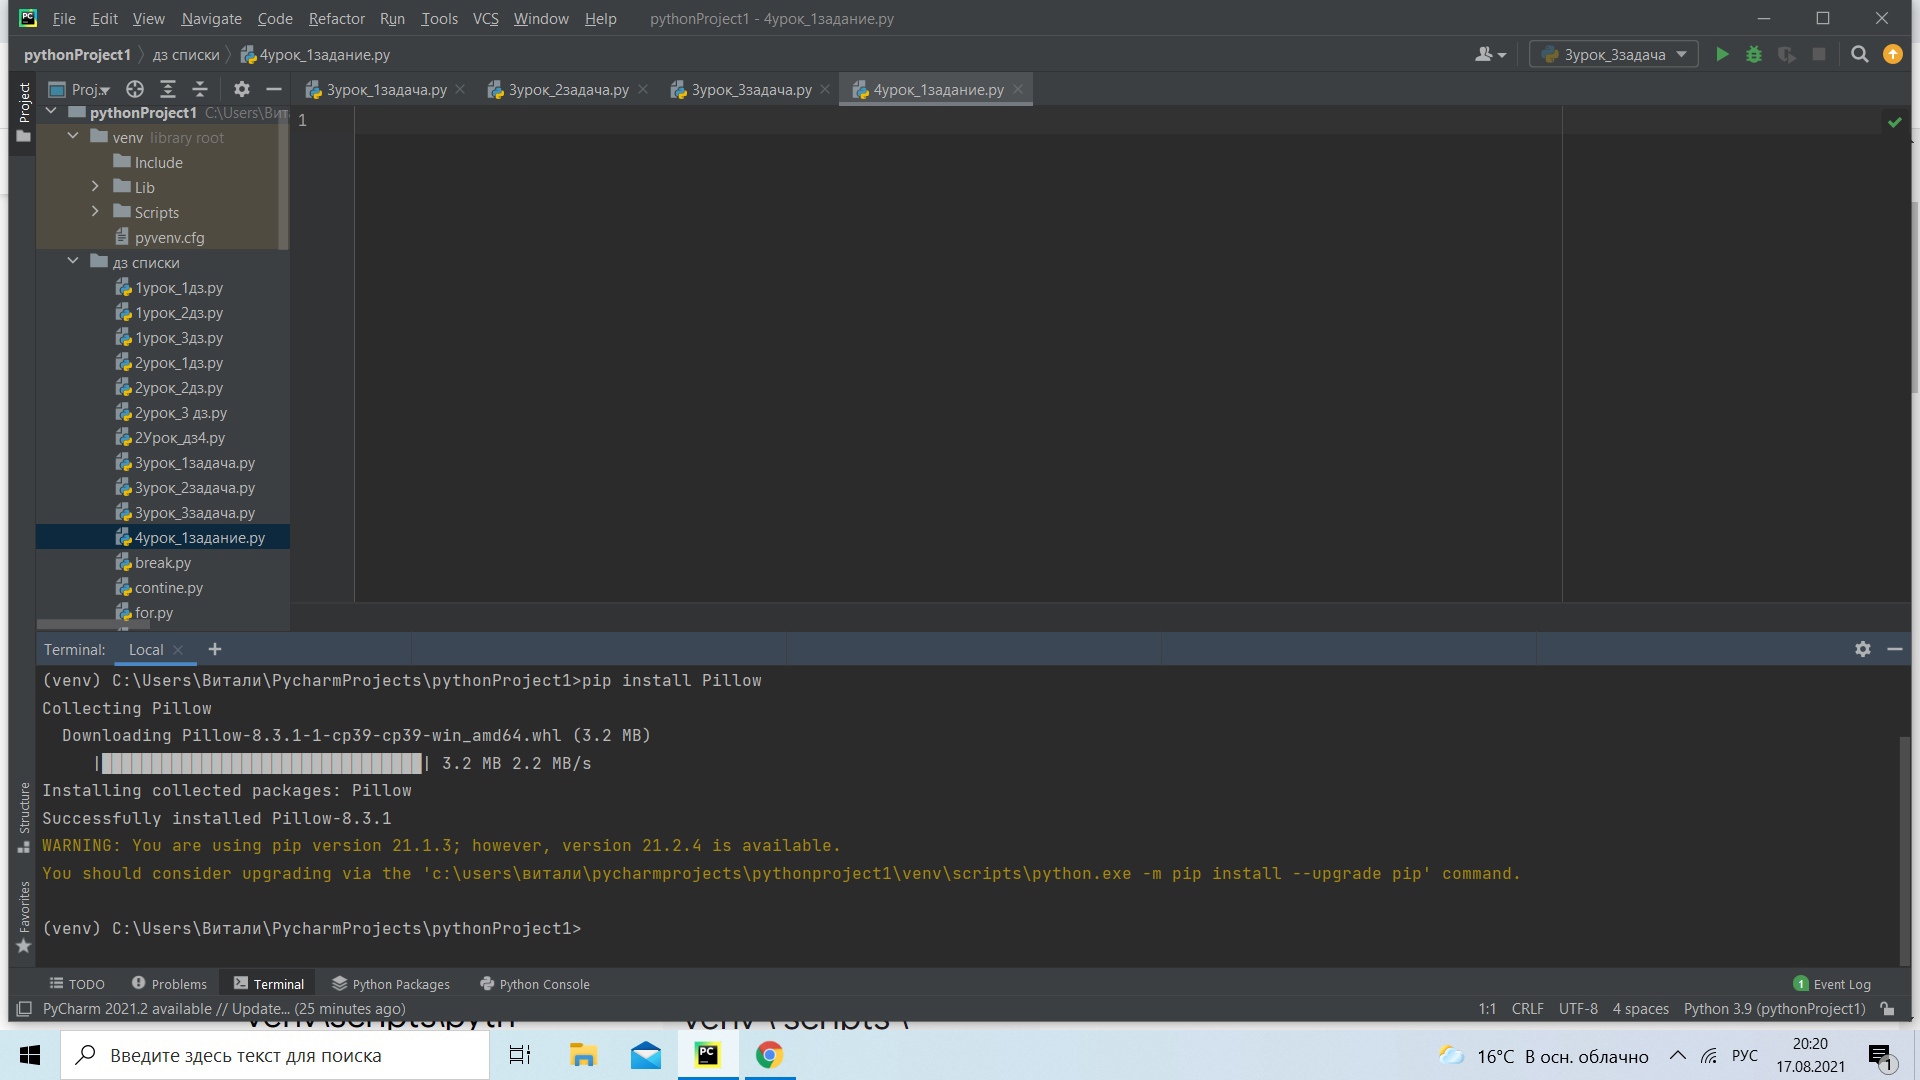 File Edit View Navigate Code Refactor Run Tools VCS Window Help pythonProject1 - 4урок_1задание.py
pythonProject1 дз списки 4урок_1задание.py 3урок_3задача
Project
Proj... 3урок_1задача.py 3урок_2задача.py 3урок_3задача.py 4урок_1задание.py
pythonProject1 C:\Users\Вит
1
venv library root
Include
Lib
Scripts
pyvenv.cfg
дз списки
1урок_1дз.py
1урок_2дз.py
1урок_3дз.py
2урок_1дз.py
2урок_2дз.py
2урок_3 дз.py
2Урок_дз4.py
3урок_1задача.py
3урок_2задача.py
3урок_3задача.py
4урок_1задание.py
break.py
contine.py
for.py
Terminal: Local
(venv) C:\Users\Витали\PycharmProjects\pythonProject1>pip install Pillow
Collecting Pillow
Downloading Pillow-8.3.1-1-cp39-cp39-win_amd64.whl (3.2 MB)
|████████████████████████████████| 3.2 MB 2.2 MB/s
Installing collected packages: Pillow
Successfully installed Pillow-8.3.1
WARNING: You are using pip version 21.1.3; however, version 21.2.4 is available.
You should consider upgrading via the 'c:\users\витали\pycharmprojects\pythonproject1\venv\scripts\python.exe -m pip install --upgrade pip' command.
(venv) C:\Users\Витали\PycharmProjects\pythonProject1>
Structure
Favorites
TODO Problems Terminal Python Packages Python Console 1 Event Log
PyCharm 2021.2 available // Update... (25 minutes ago) 1:1 CRLF UTF-8 4 spaces Python 3.9 (pythonProject1)
Введите здесь текст для поиска
PC
16°C В осн. облачно РУС
20:20
17.08.2021
1